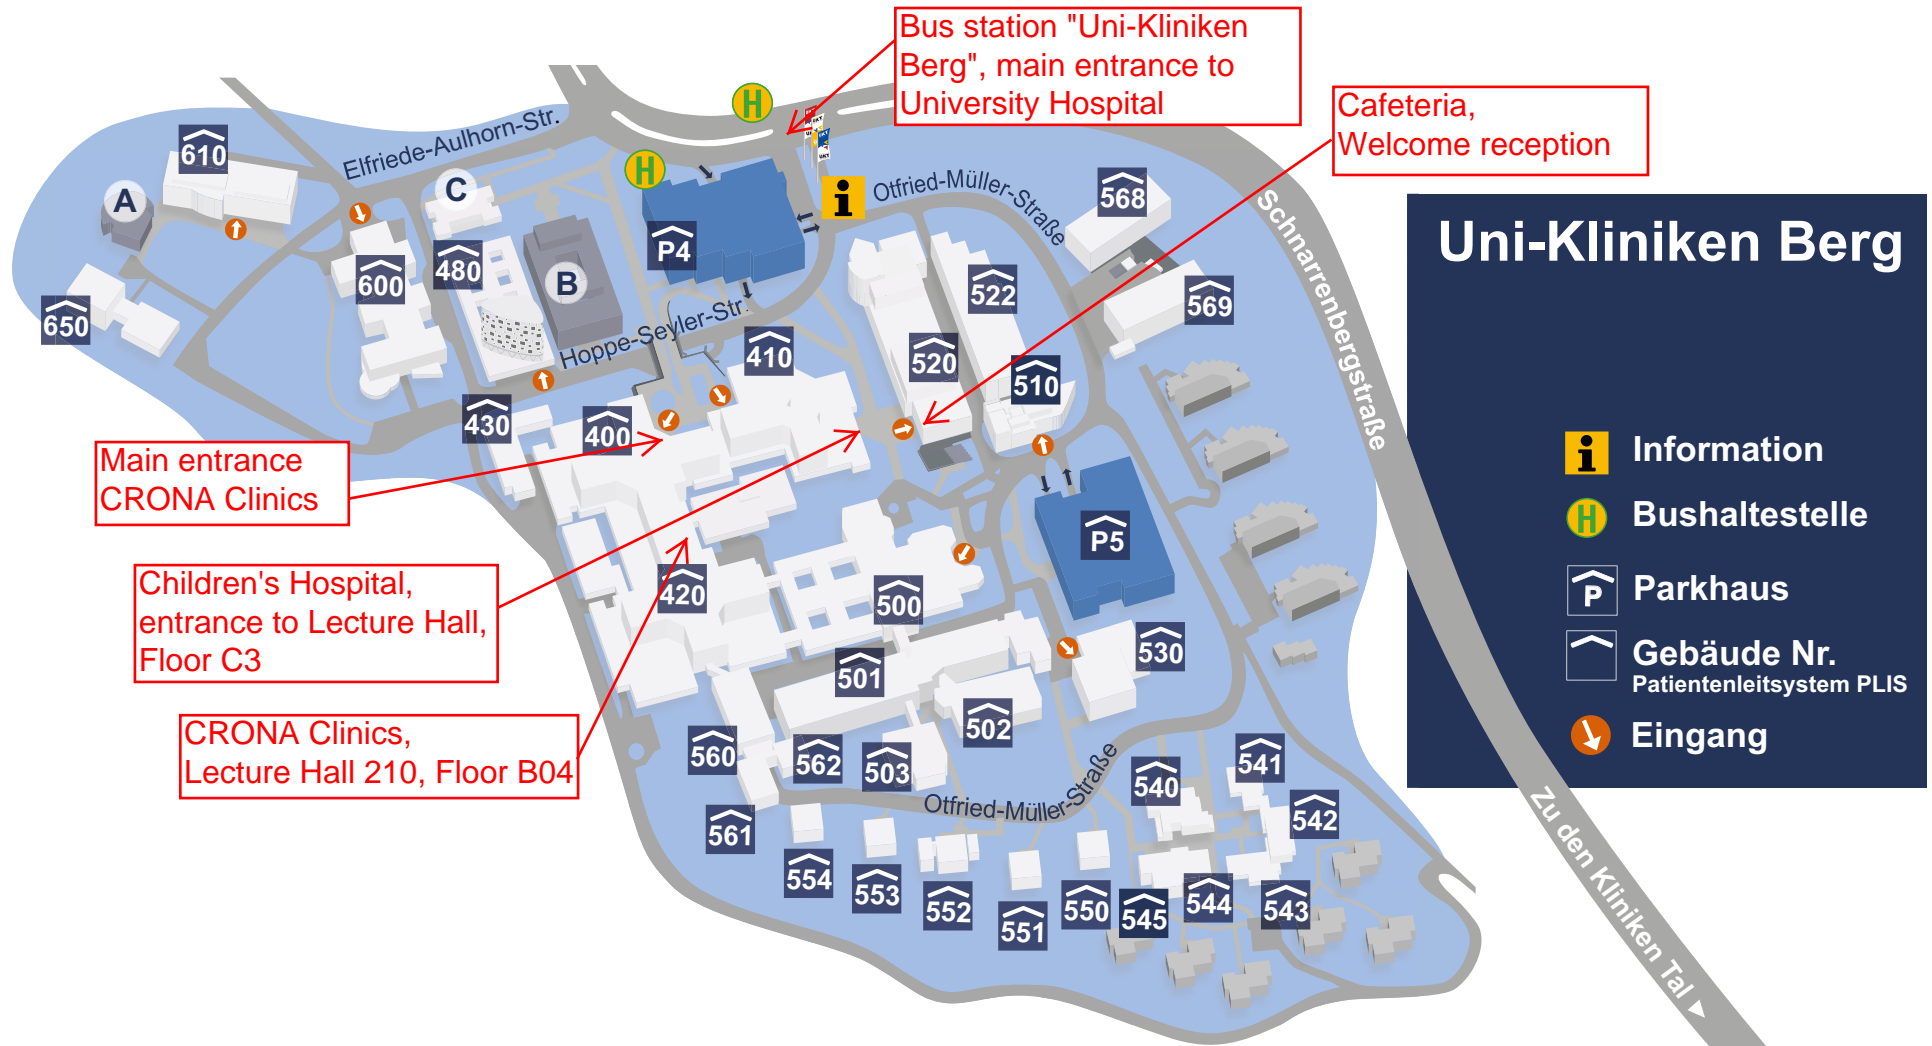 Bus station "Uni-Kliniken
Berg", main entrance to
University Hospital
Cafeteria,
Welcome reception
Uni-Kliniken Berg
Information
H Bushaltestelle
P Parkhaus
Gebäude Nr.
Patientenleitsystem PLIS
Eingang
Main entrance
CRONA Clinics
Children's Hospital,
entrance to Lecture Hall,
Floor C3
CRONA Clinics,
Lecture Hall 210, Floor B04
Elfriede-Aulhorn-Str.
Hoppe-Seyler-Str.
Otfried-Müller-Straße
Schnarrenbergstraße
Otfried-Müller-Straße
Zu den Kliniken Tal
H
H
i
A
610
C
480
B
600
650
P4
568
569
522
520
510
410
430
400
420
P5
500
501
530
502
560
562
503
561
554
553
552
551
550
545
544
543
540
541
542
UKT
UKT